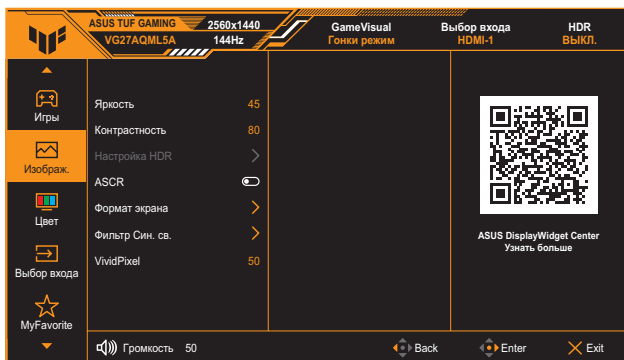 ASUS TUF GAMING 2560x1440
VG27AQML5A 144Hz
GameVisual
Гонки режим
Выбор входа
HDMI-1
HDR
ВЫКЛ.
Игры
Изображ.
Цвет
Выбор входа
MyFavorite
Яркость 45
Контрастность 80
Настройка HDR
ASCR
Формат экрана
Фильтр Син. св.
VividPixel 50
ASUS DisplayWidget Center
Узнать больше
Громкость 50
Back
Enter
Exit